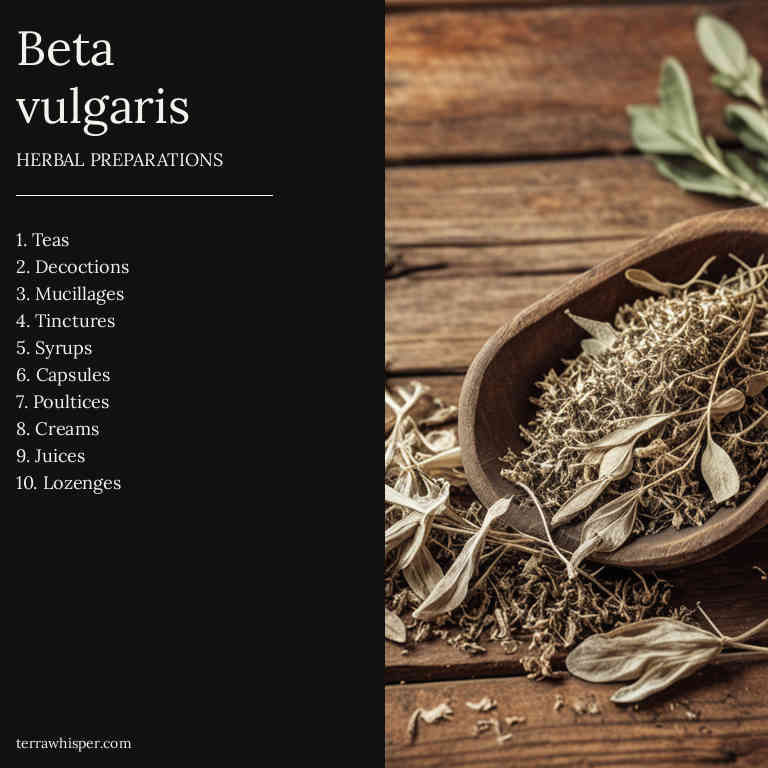 Beta
vulgaris
HERBAL PREPARATIONS
1. Teas
2. Decoctions
3. Mucillages
4. Tinctures
5. Syrups
6. Capsules
7. Poultices
8. Creams
9. Juices
10. Lozenges
terrawhisper.com